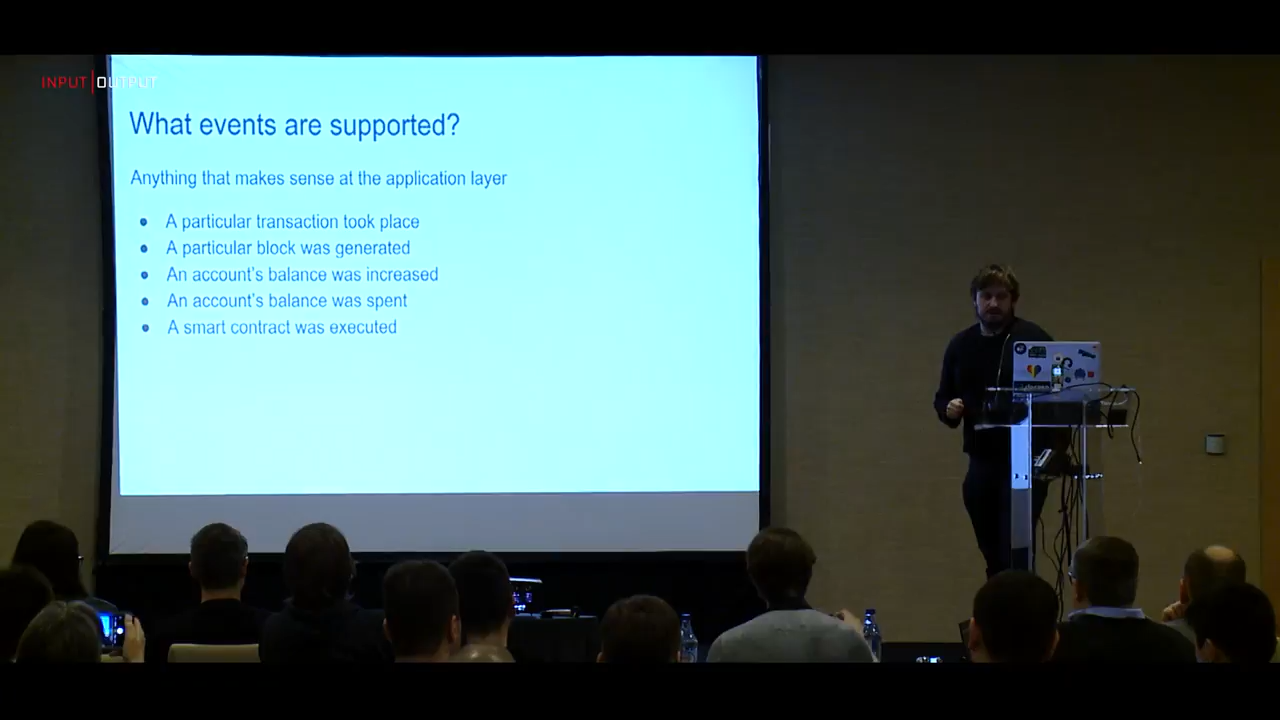 INPUT|OUTPUT
What events are supported?
Anything that makes sense at the application layer
• A particular transaction took place
• A particular block was generated
• An account's balance was increased
• An account's balance was spent
• A smart contract was executed